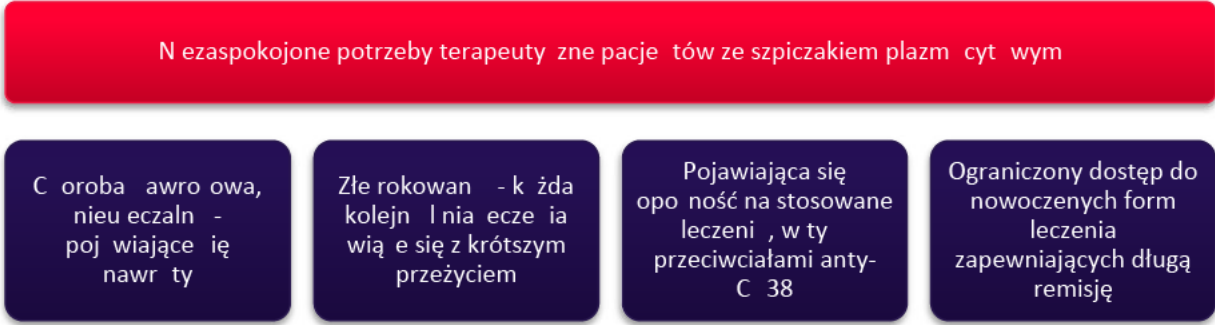 N ezaspokojone potrzeby terapeuty zne pacje tów ze szpiczakiem plazm cyt wym
C oroba awro owa,
nieu eczaln -
poj wiające ię
nawr ty
Złe rokowan - k żda
kolejn l nia ecze ia
wią e się z krótszym
przeżyciem
Pojawiająca się
opo ność na stosowane
leczeni , w ty
przeciwciałami anty-
C 38
Ograniczony dostęp do
nowoczenych form
leczenia
zapewniających długą
remisję